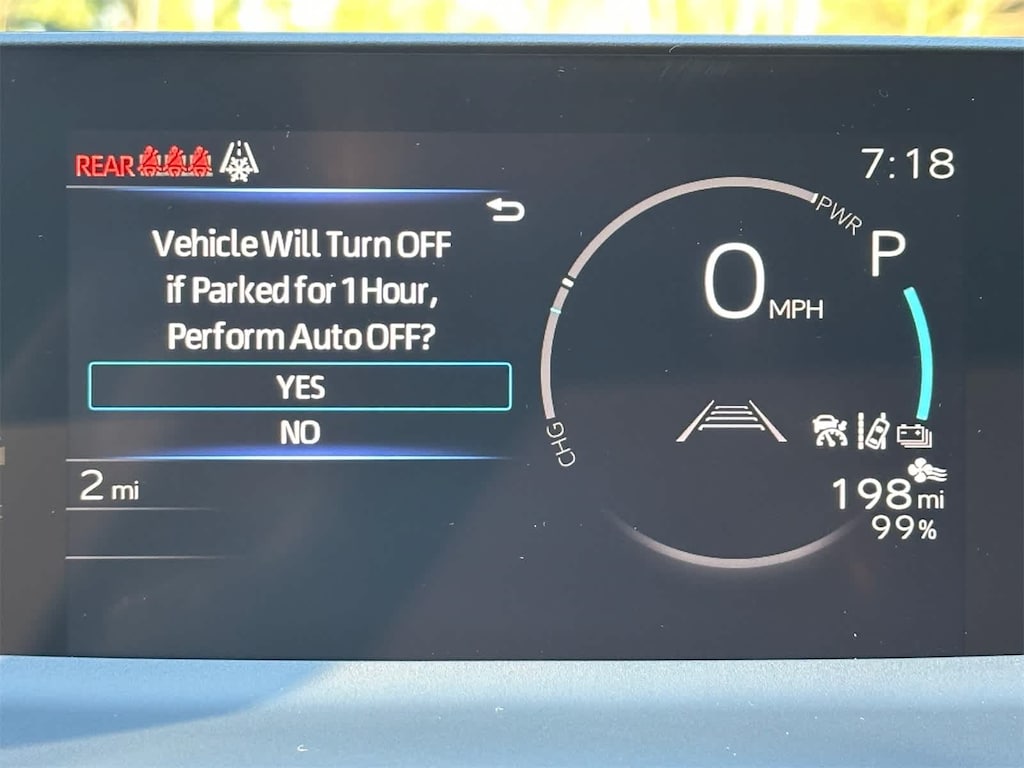 REAR
7:18
Vehicle Will Turn OFF
if Parked for 1 Hour,
Perform Auto OFF?
YES
NO
PWR
P
0 MPH
CHG
2 mi
198 mi
99%